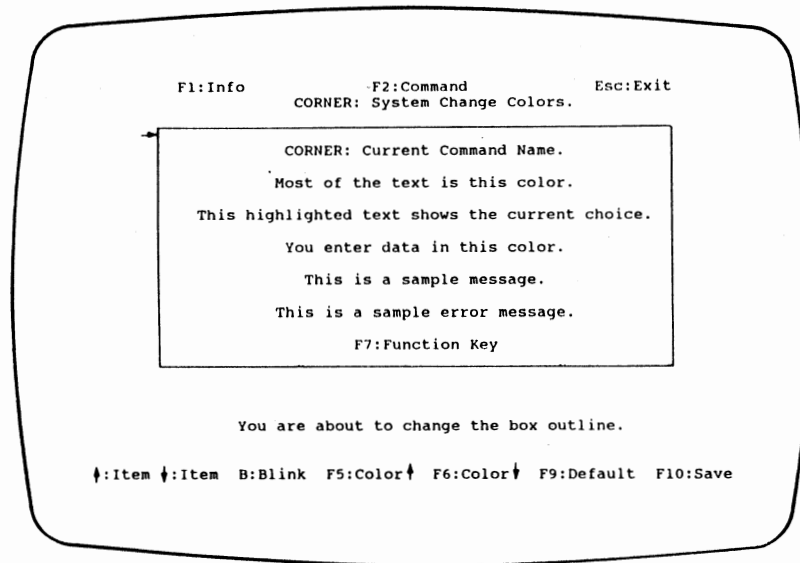 F1:Info F2:Command Esc:Exit
CORNER: System Change Colors.
CORNER: Current Command Name.
Most of the text is this color.
This highlighted text shows the current choice.
You enter data in this color.
This is a sample message.
This is a sample error message.
F7:Function Key
You are about to change the box outline.
↑:Item ↓:Item B:Blink F5:Color↑ F6:Color↓ F9:Default F10:Save